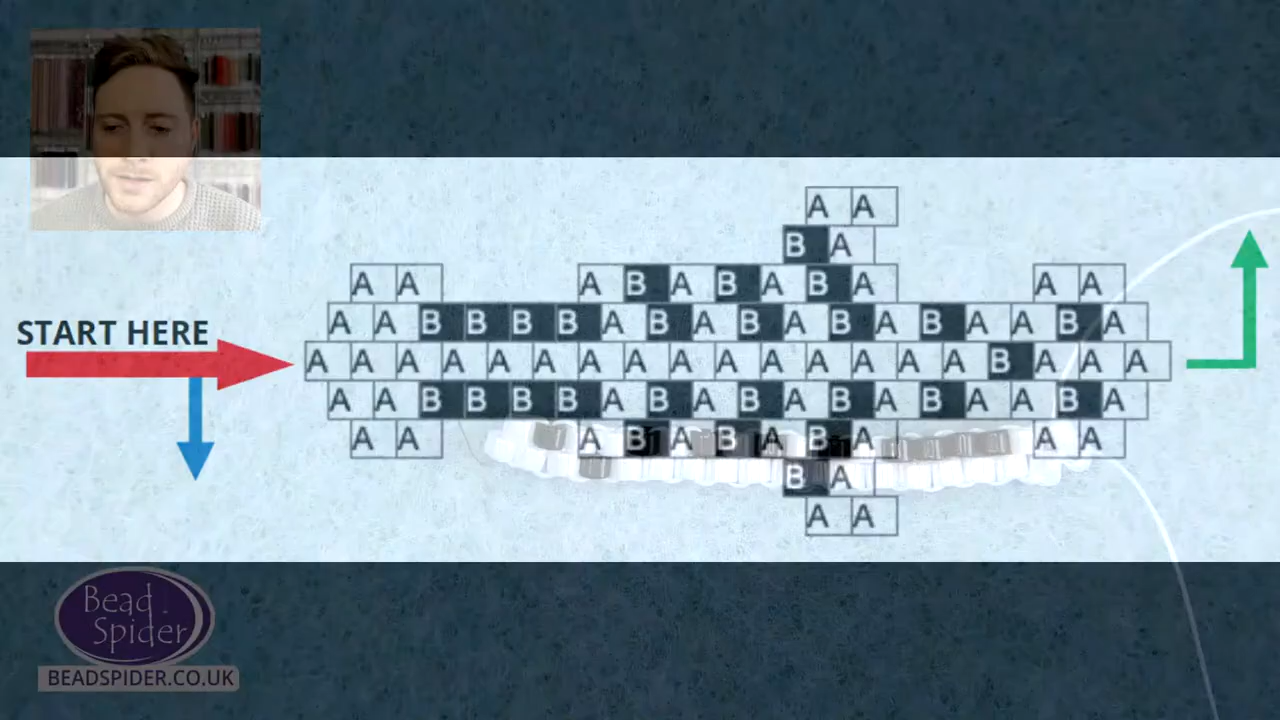 A A
B A
A A A B A B A B A A A
START HERE
A A B B B B A B A B A B A B A A B A
A A A A A A A A A A A A A A A B A A A
A A B B B B A B A B A B A B A A B A
A A A B A B A B A A A
B A
A A
Bead
Spider
BEADSPIDER.CO.UK